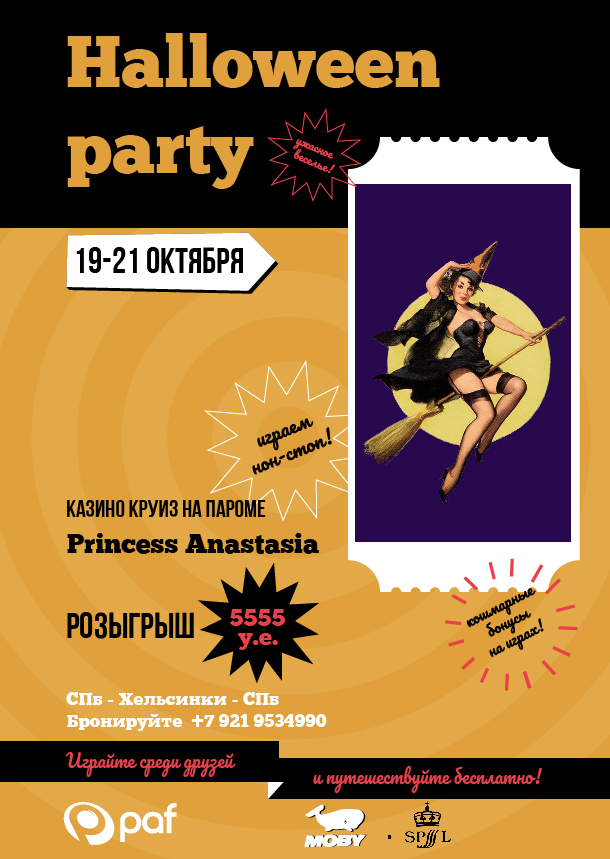 Halloween
party
ужасное
веселье!
19-21 ОКТЯБРЯ
играем
нон-стоп!
КАЗИНО КРУИЗ НА ПАРОМЕ
Princess Anastasia
РОЗЫГРЫШ
5555
у.е.
кошмарные
бонусы
на играх!
СПб - Хельсинки - СПб
Бронируйте +7 921 9534990
Играйте среди друзей
и путешествуйте бесплатно!
paf
MOBY
SPL